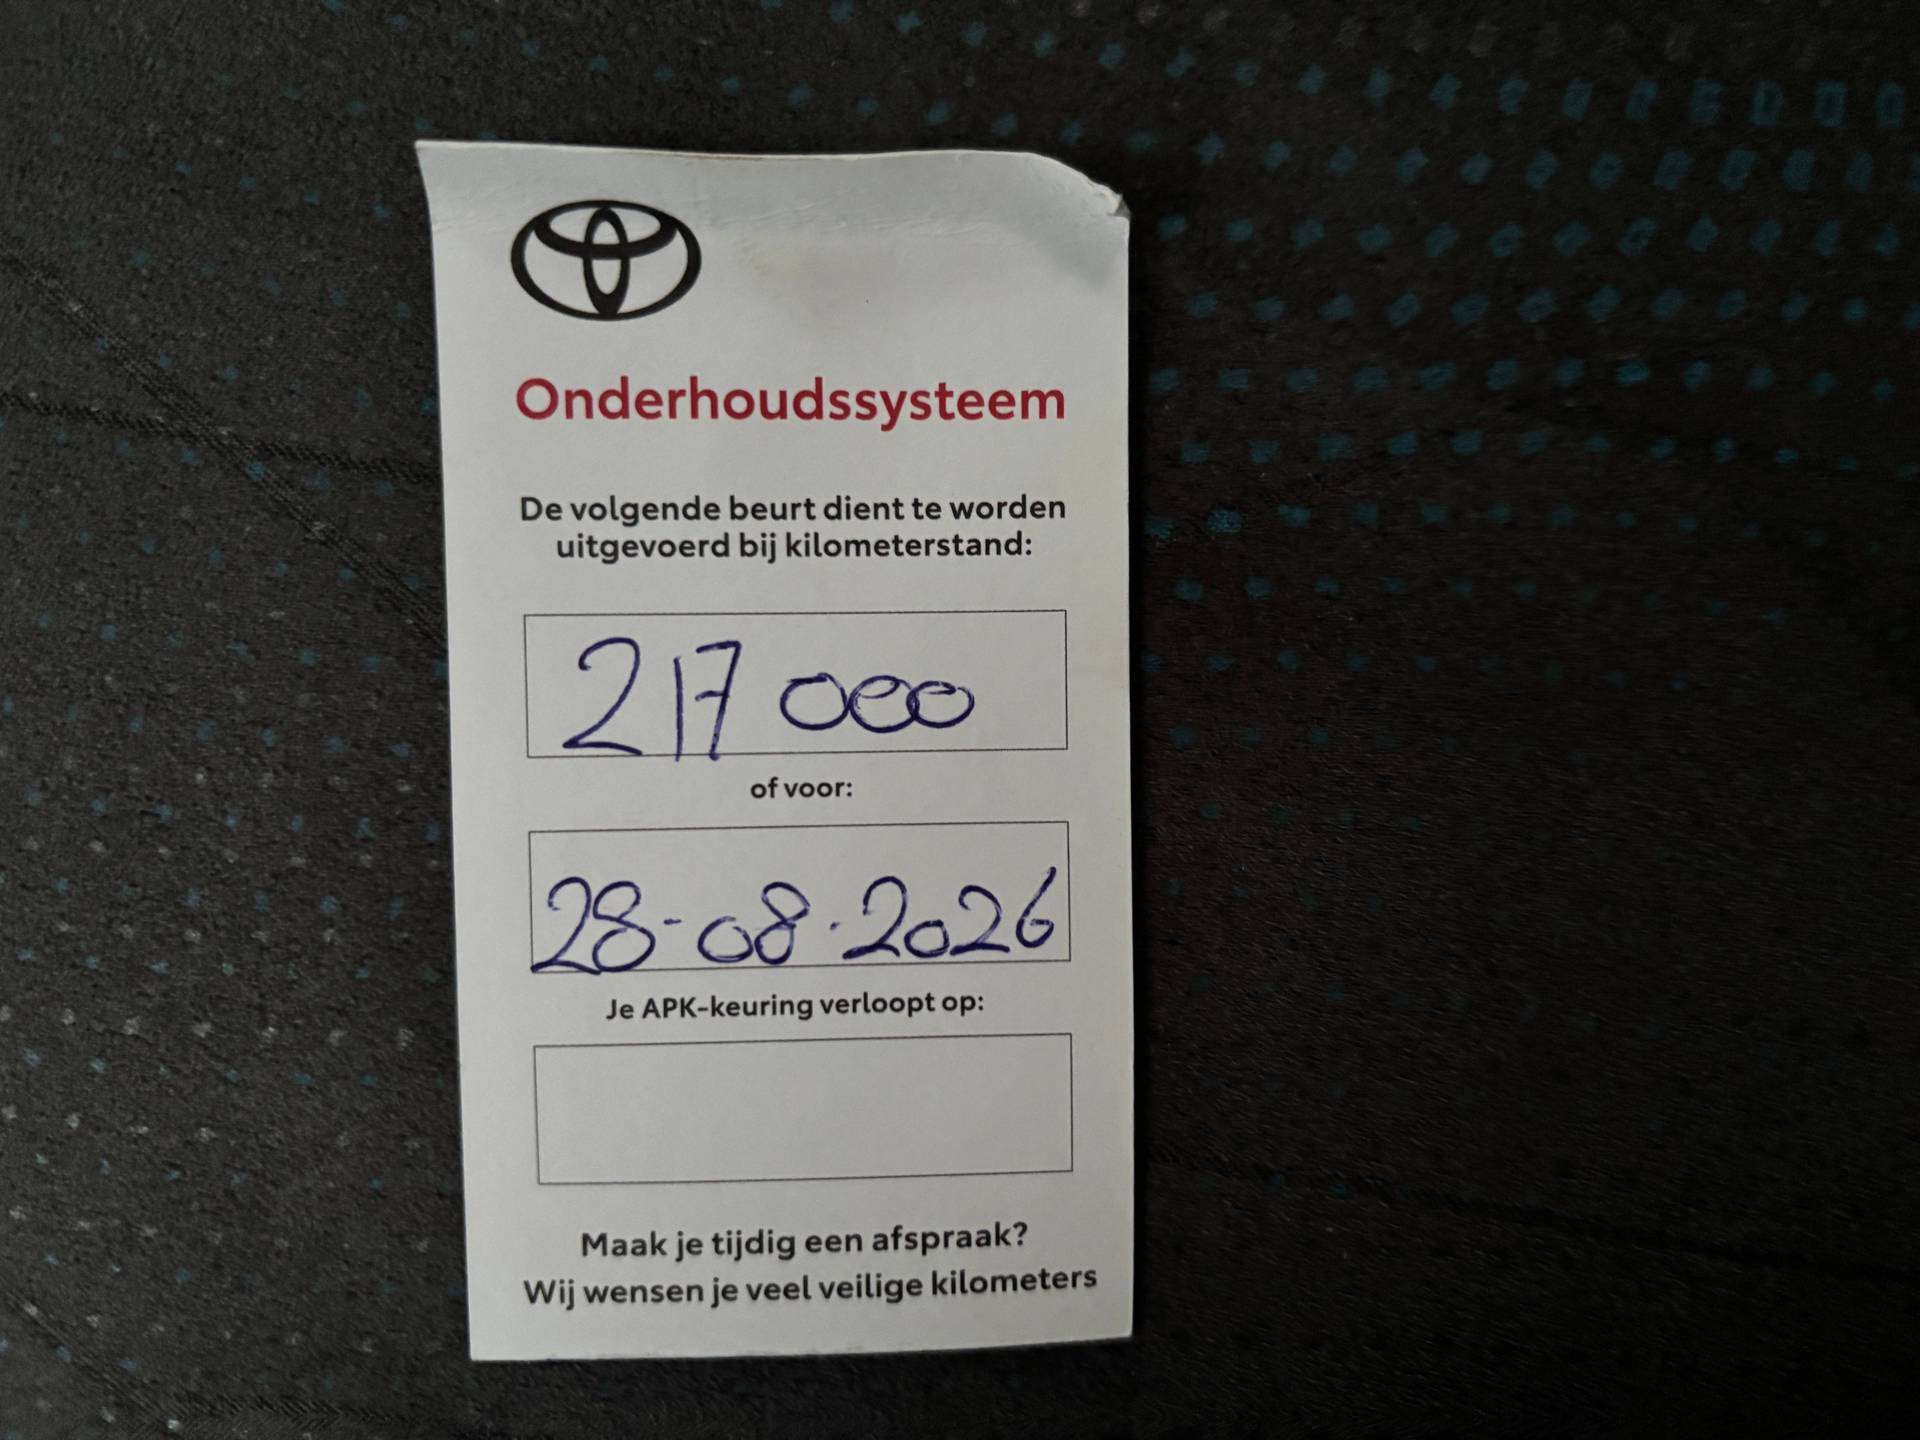 Onderhoudssysteem
De volgende beurt dient te worden
uitgevoerd bij kilometerstand:
217 000
of voor:
28-08-2026
Je APK-keuring verloopt op:
Maak je tijdig een afspraak?
Wij wensen je veel veilige kilometers